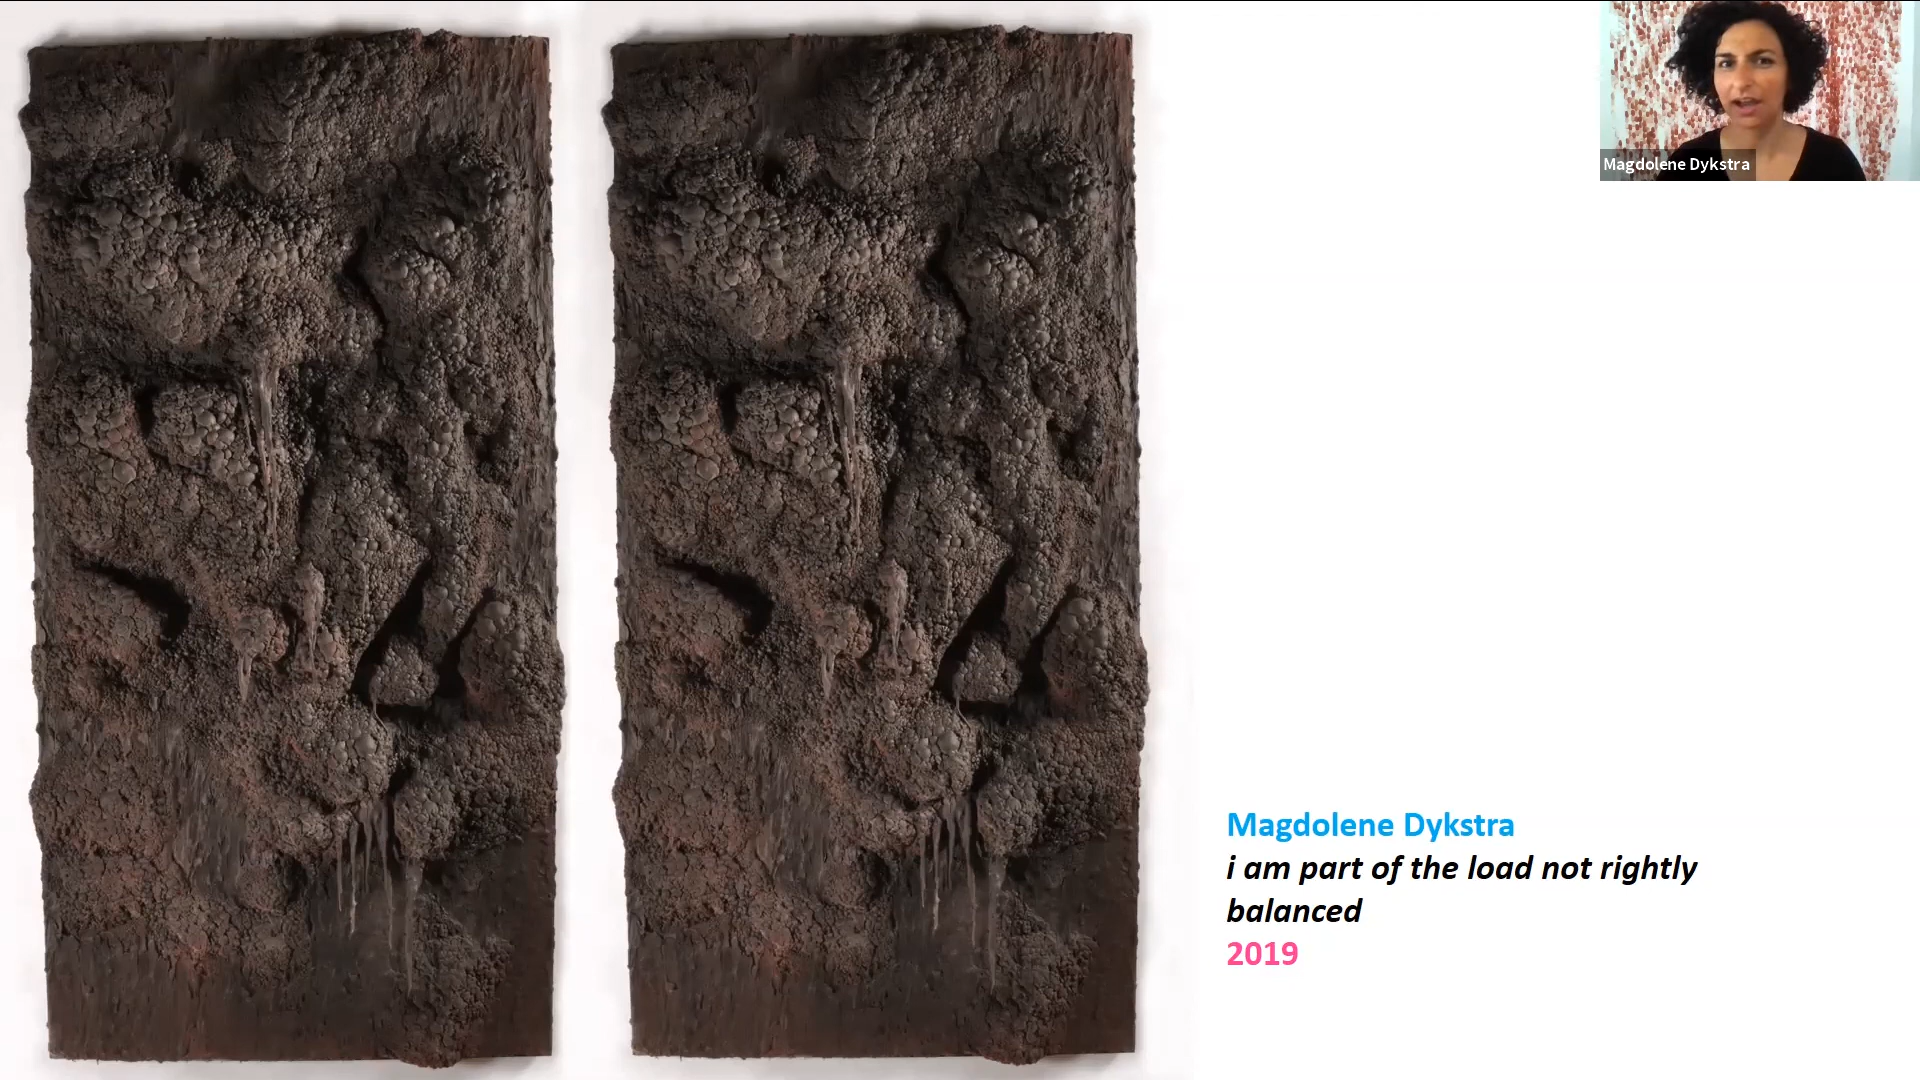 Magdolene Dykstra
Magdolene Dykstra
i am part of the load not rightly
balanced
2019